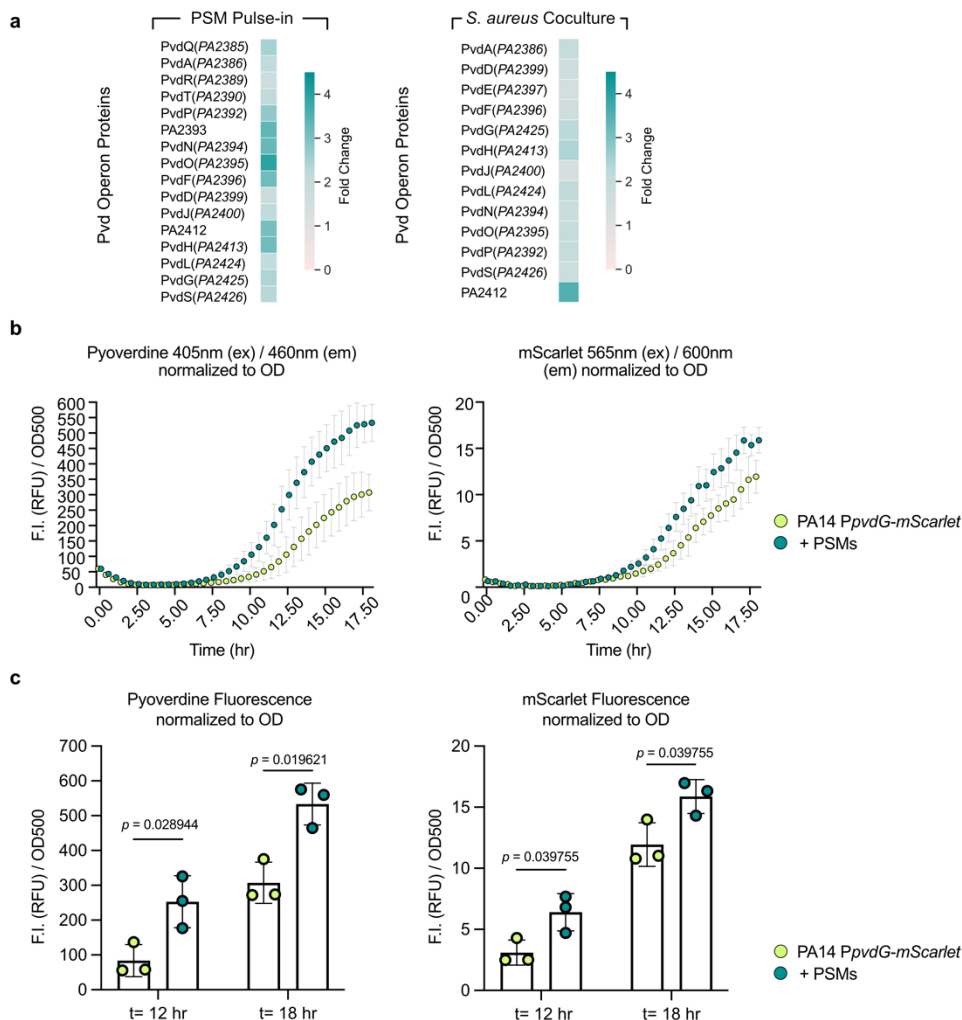 a
PSM Pulse-in
Pvd Operon Proteins
PvdQ(PA2385)
PvdA(PA2386)
PvdR(PA2389)
PvdT(PA2390)
PvdP(PA2392)
PA2393
PvdN(PA2394)
PvdO(PA2395)
PvdF(PA2396)
PvdD(PA2399)
PvdJ(PA2400)
PA2412
PvdH(PA2413)
PvdL(PA2424)
PvdG(PA2425)
PvdS(PA2426)
4
3
2
1
0
Fold Change
S. aureus Coculture
Pvd Operon Proteins
PvdA(PA2386)
PvdD(PA2399)
PvdE(PA2397)
PvdF(PA2396)
PvdG(PA2425)
PvdH(PA2413)
PvdJ(PA2400)
PvdL(PA2424)
PvdN(PA2394)
PvdO(PA2395)
PvdP(PA2392)
PvdS(PA2426)
PA2412
4
3
2
1
0
Fold Change
b
Pyoverdine 405nm (ex) / 460nm (em)
normalized to OD
F.I. (RFU) / OD500
600
550
500
450
400
350
300
250
200
150
100
50
0
0.00
2.50
5.00
7.50
10.00
12.50
15.00
17.50
Time (hr)
mScarlet 565nm (ex) / 600nm
(em) normalized to OD
F.I. (RFU) / OD500
20
15
10
5
0
0.00
2.50
5.00
7.50
10.00
12.50
15.00
17.50
Time (hr)
PA14 PpvdG-mScarlet
+ PSMs
c
Pyoverdine Fluorescence
normalized to OD
F.I. (RFU) / OD500
700
600
500
400
300
200
100
0
p = 0.028944
p = 0.019621
t= 12 hr
t= 18 hr
mScarlet Fluorescence
normalized to OD
F.I. (RFU) / OD500
20
15
10
5
0
p = 0.039755
p = 0.039755
t= 12 hr
t= 18 hr
PA14 PpvdG-mScarlet
+ PSMs